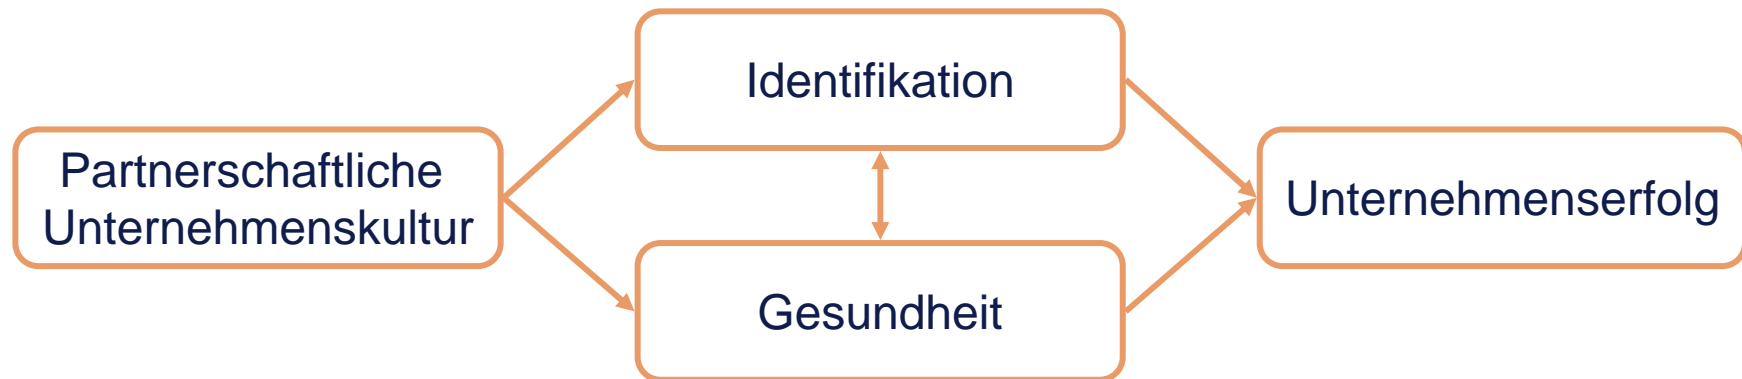 Partnerschaftliche
Unternehmenskultur
Identifikation
Gesundheit
Unternehmenserfolg